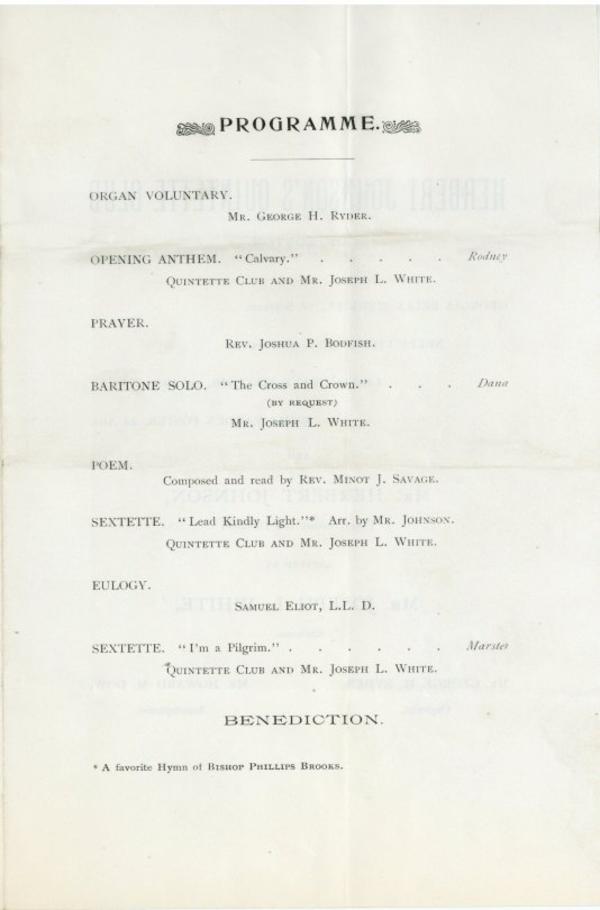 PROGRAMME.
ORGAN VOLUNTARY.
MR. GEORGE H. RYDER.
OPENING ANTHEM. "Calvary." . . . . . Rodney
QUINTETTE CLUB AND MR. JOSEPH L. WHITE.
PRAYER.
REV. JOSHUA P. BODFISH.
BARITONE SOLO. "The Cross and Crown." . . . Dana
(BY REQUEST)
MR. JOSEPH L. WHITE.
POEM.
Composed and read by REV. MINOT J. SAVAGE.
SEXTETTE. "Lead Kindly Light."* Arr. by MR. JOHNSON.
QUINTETTE CLUB AND MR. JOSEPH L. WHITE.
EULOGY.
SAMUEL ELIOT, L.L. D.
SEXTETTE. "I'm a Pilgrim." . . . . . . Marston
QUINTETTE CLUB AND MR. JOSEPH L. WHITE.
BENEDICTION.
* A favorite Hymn of BISHOP PHILLIPS BROOKS.